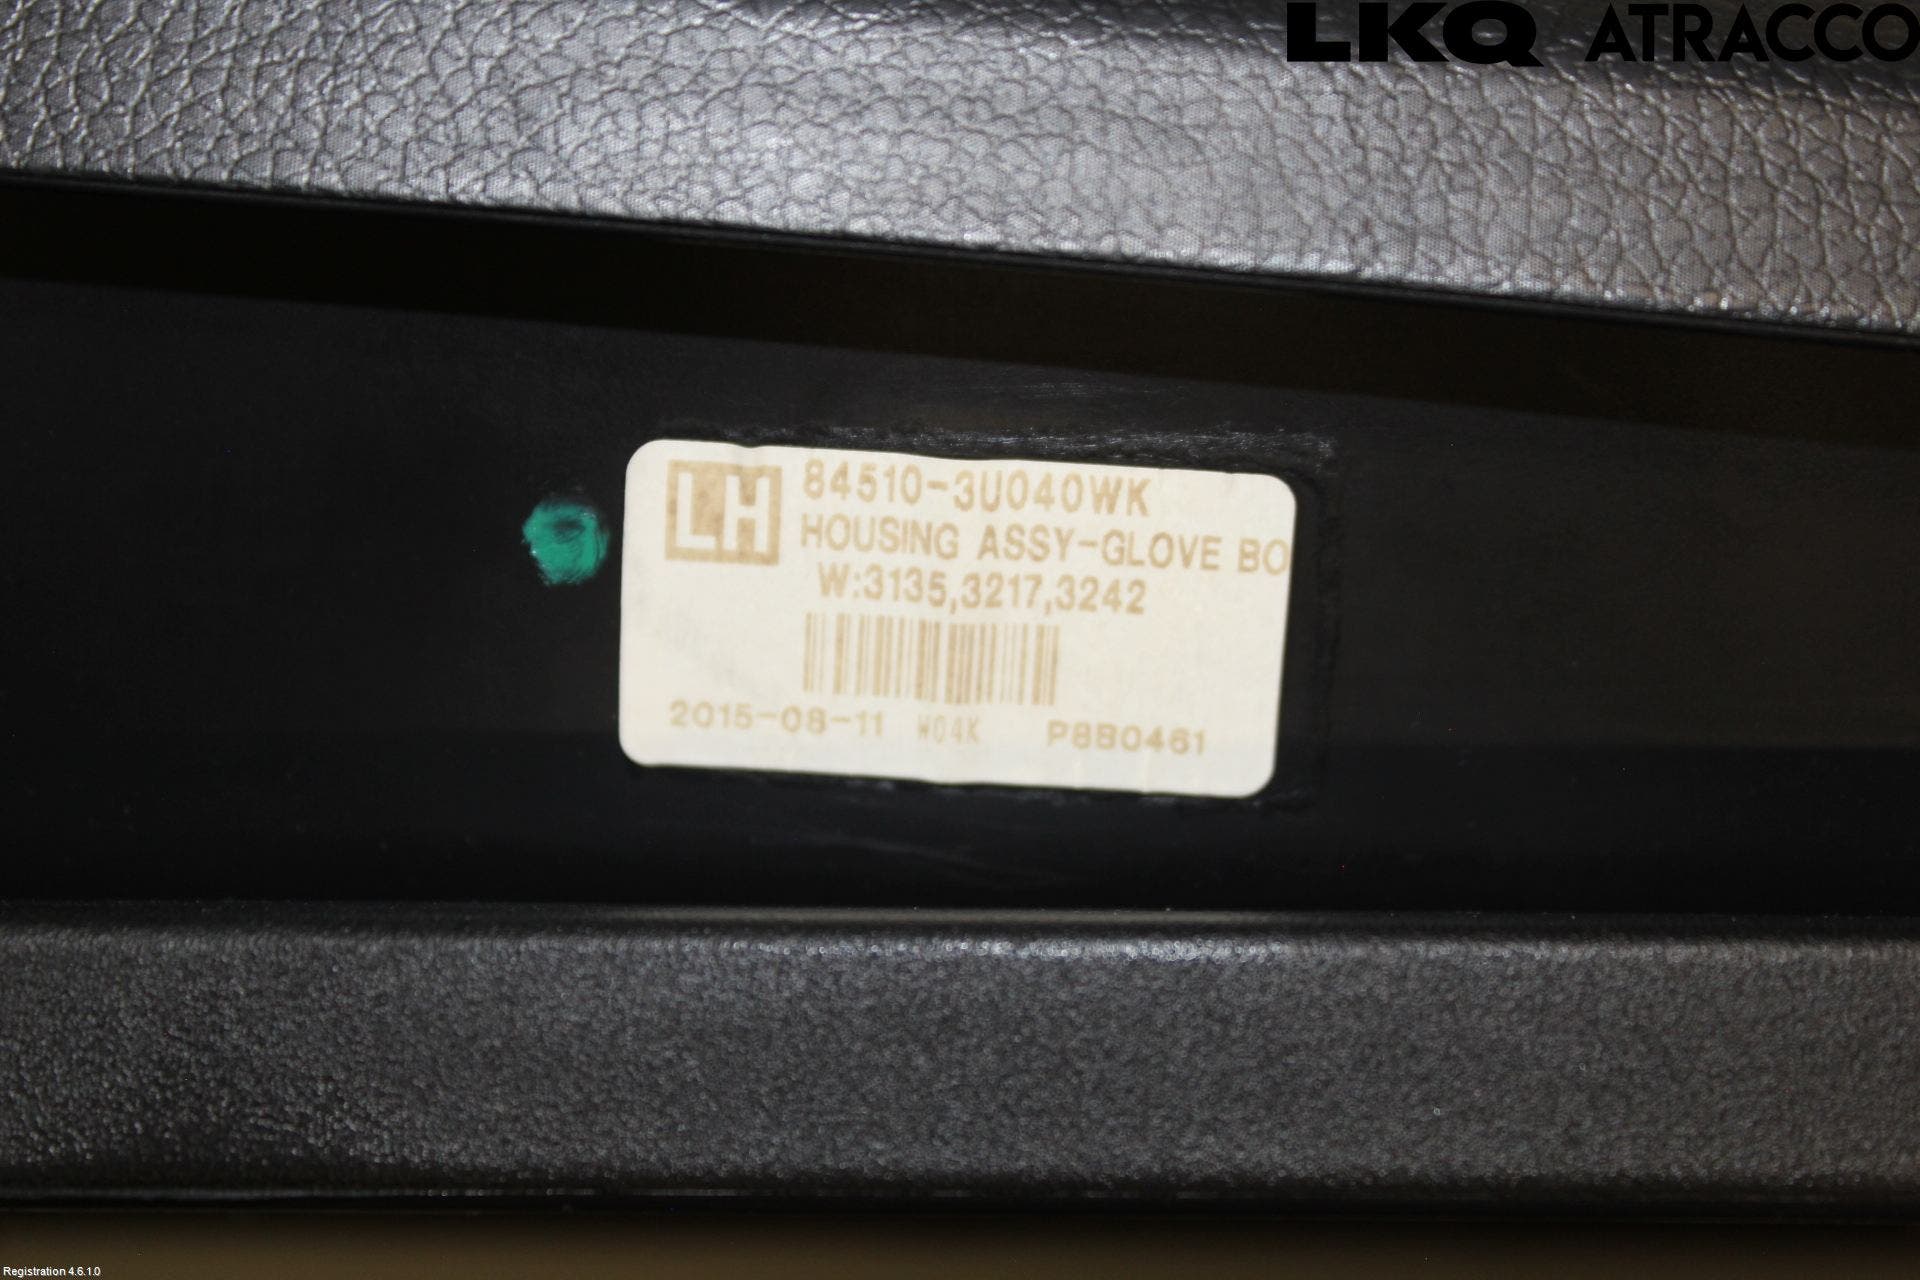 LKQ ATRACCO
LH
84510-3U040WK
HOUSING ASSY-GLOVE BO
W:3135,3217,3242
2015-08-11 W04K P8B0461
Registration 4.6.1.0